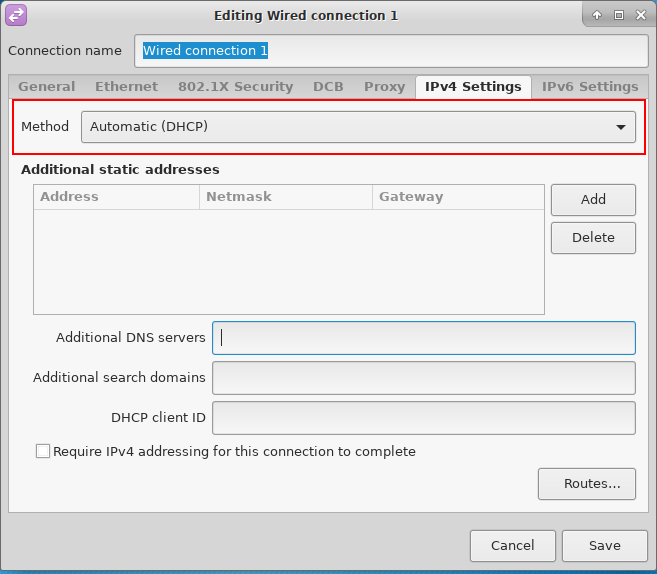 Editing Wired connection 1
Connection name Wired connection 1
General Ethernet 802.1X Security DCB Proxy IPv4 Settings IPv6 Settings
Method Automatic (DHCP)
Additional static addresses
Address Netmask Gateway
Add
Delete
Additional DNS servers
Additional search domains
DHCP client ID
Require IPv4 addressing for this connection to complete
Routes...
Cancel Save